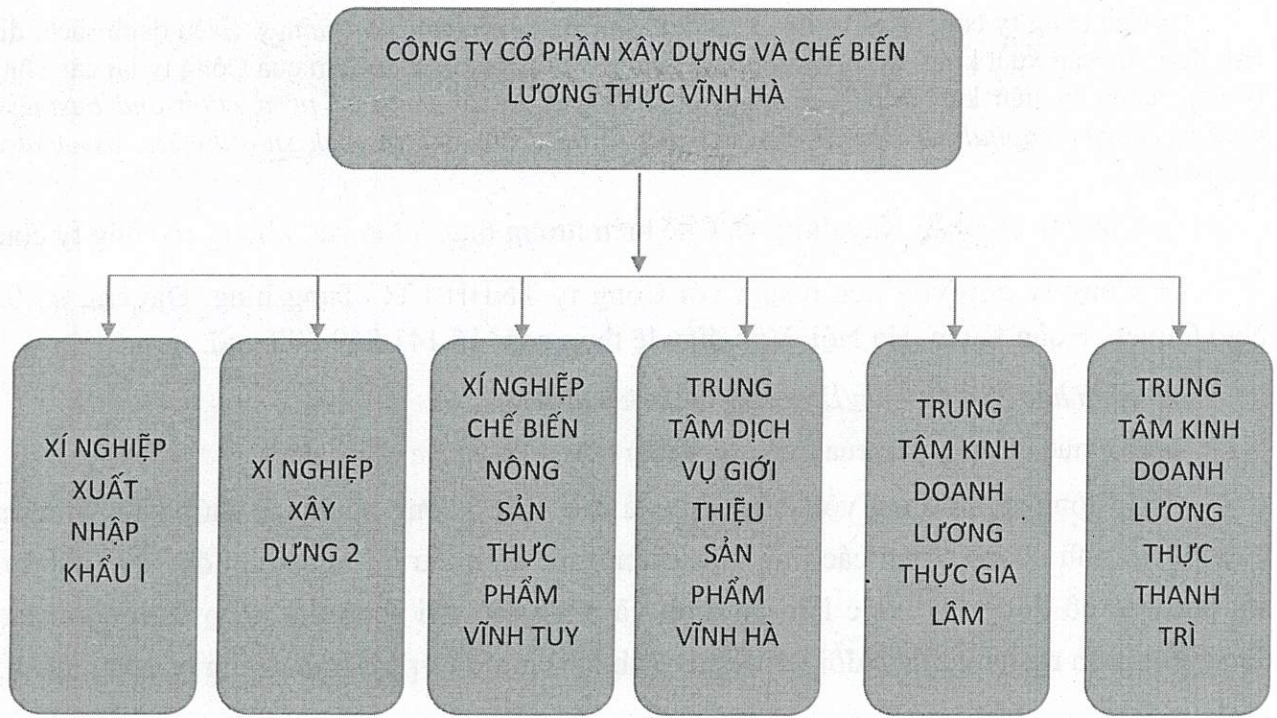 CÔNG TY CỔ PHẦN XÂY DỰNG VÀ CHẾ BIẾN
LƯƠNG THỰC VĨNH HÀ
XÍ NGHIỆP
XUẤT
NHẬP
KHẨU I
XÍ NGHIỆP
XÂY
DỰNG 2
XÍ NGHIỆP
CHẾ BIẾN
NÔNG
SẢN
THỰC
PHẨM
VĨNH TUY
TRUNG
TÂM DỊCH
VỤ GIỚI
THIỆU
SẢN
PHẨM
VĨNH HÀ
TRUNG
TÂM KINH
DOANH
LƯƠNG
THỰC GIA
LÂM
TRUNG
TÂM KINH
DOANH
LƯƠNG
THỰC
THANH
TRÌ